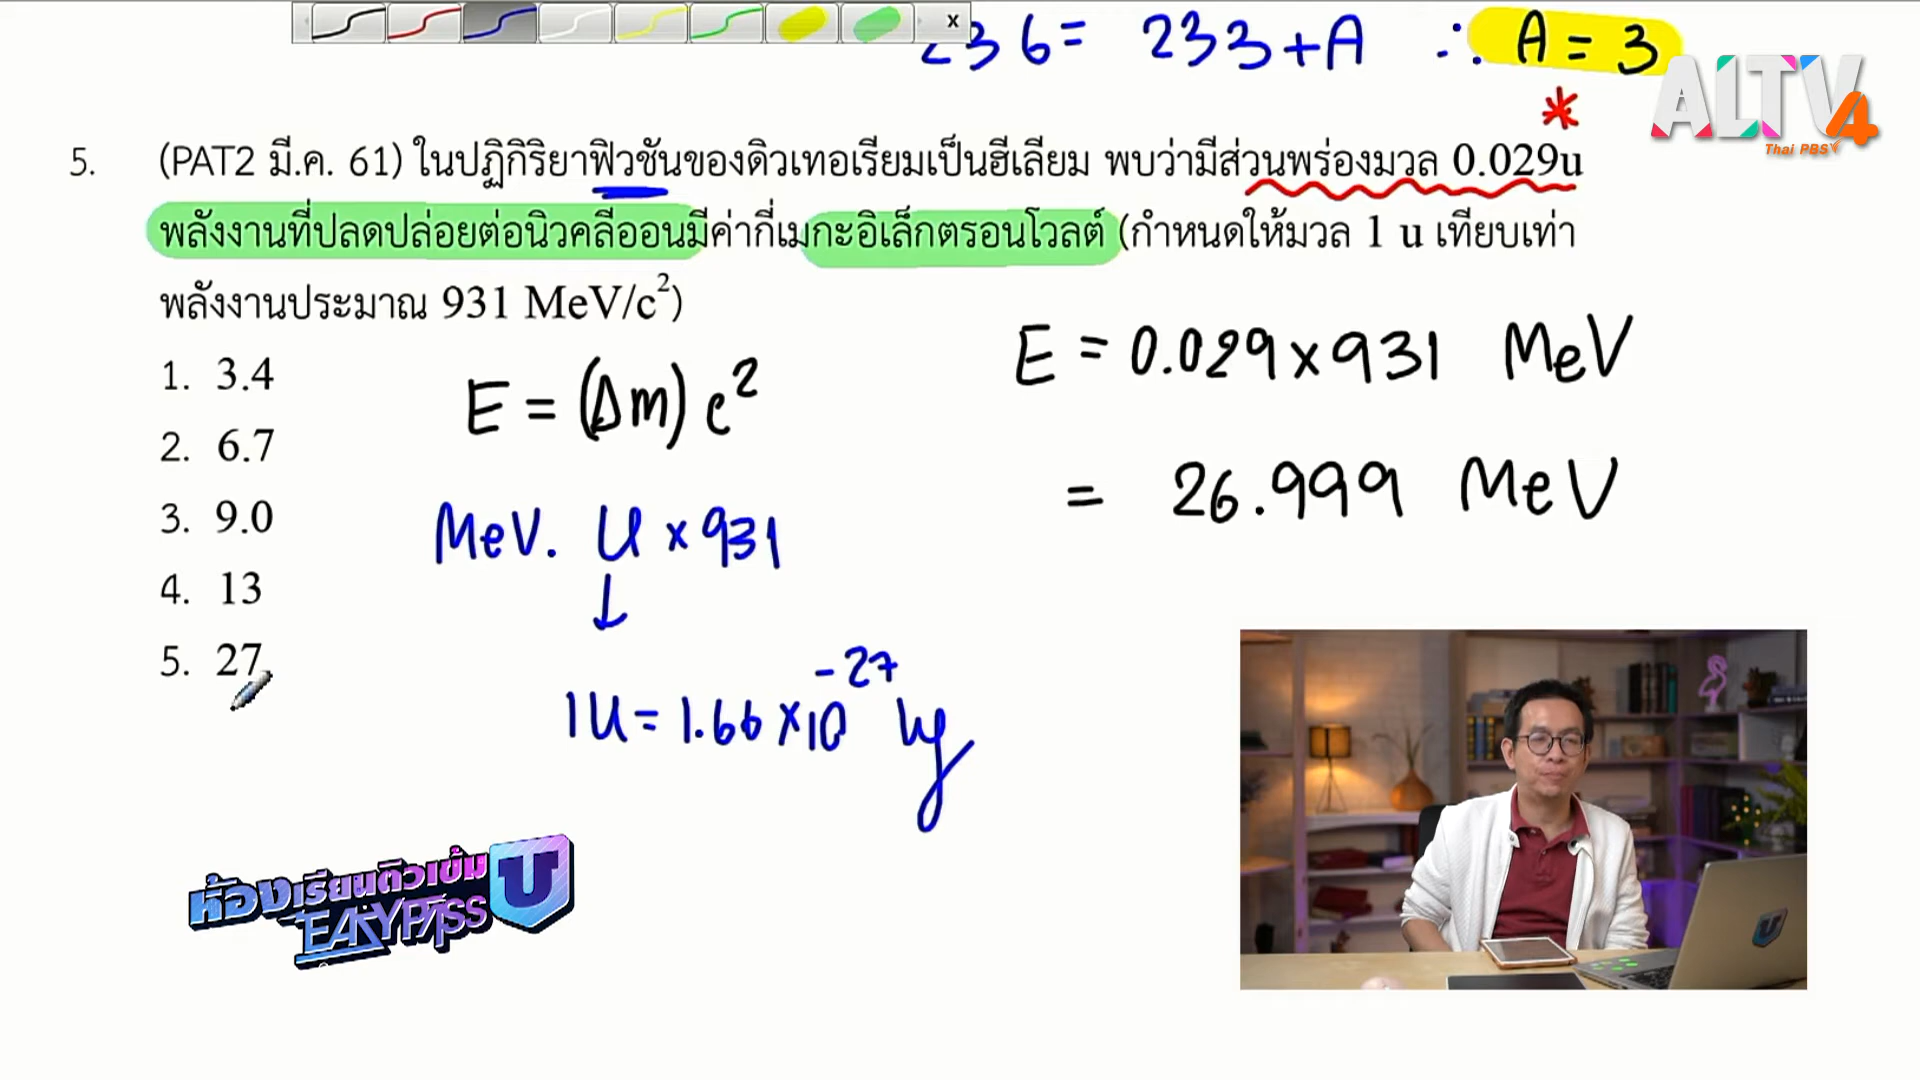 x
236 = 233 + A ∴ A = 3
ALTV4
Thai PBS
*
5. (PAT2 มี.ค. 61) ในปฏิกิริยาฟิวชันของดิวเทอเรียมเป็นฮีเลียม พบว่ามีส่วนพร่องมวล 0.029u
พลังงานที่ปลดปล่อยต่อนิวคลีออนมีค่ากี่เมกะอิเล็กตรอนโวลต์ (กำหนดให้มวล 1 u เทียบเท่า
พลังงานประมาณ 931 MeV/c²)
1. 3.4
2. 6.7
3. 9.0
4. 13
5. 27
E = (Δm) c²
MeV. U × 931
↓
1U = 1.66 × 10⁻²⁷ kg
E = 0.029 × 931 MeV
= 26.999 MeV
ห้องเรียนติวเข้ม
EASY PASS
U